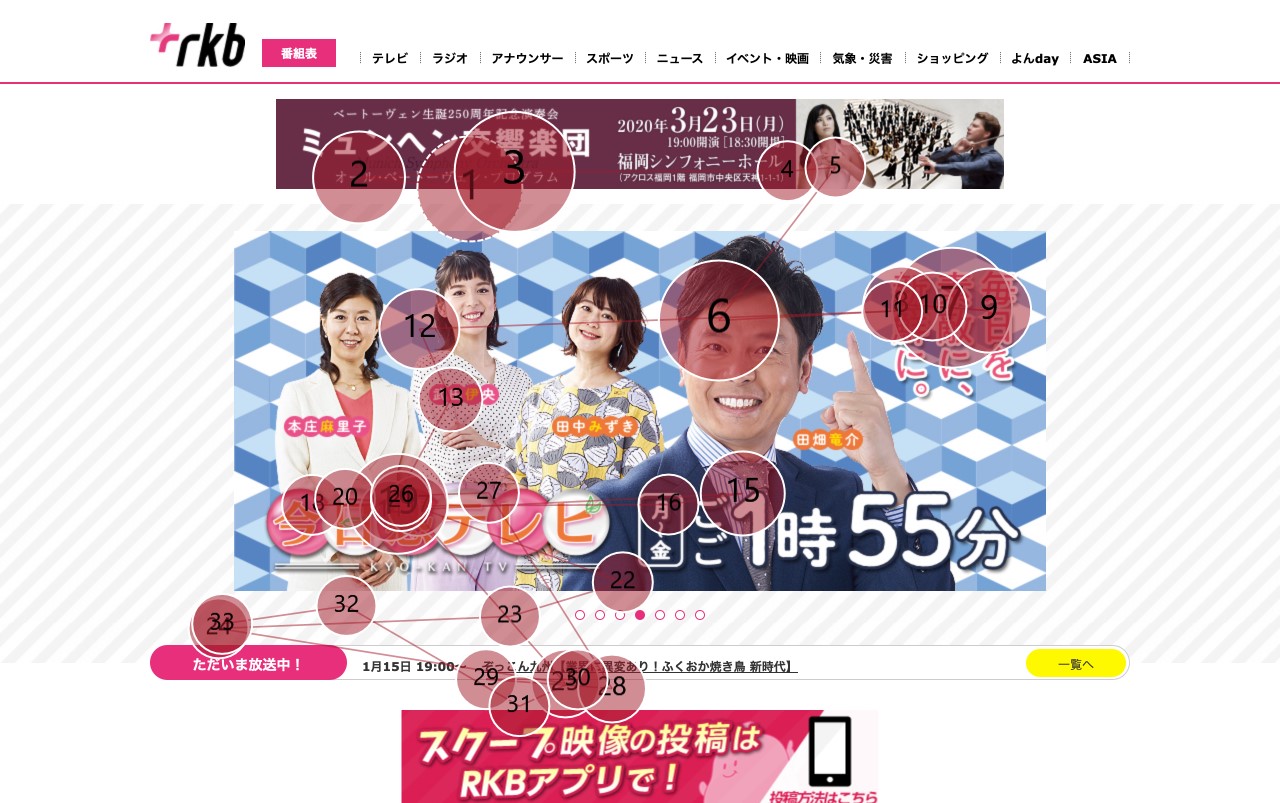 +rkb
番組表
テレビ
ラジオ
アナウンサー
スポーツ
ニュース
イベント・映画
気象・災害
ショッピング
よんday
ASIA
ベートーヴェン生誕250周年記念演奏会
ミュンヘン交響楽団
オール・ベートーヴェン・プログラム
2020年3月23日(月)
19:00開演［18:30開場］
福岡シンフォニーホール
(アクロス福岡1階 福岡市中央区天神1-1-1)
2
1
3
4
5
6
12
11
10
7
9
毎日を
素敵に、
に。
13
央
本庄麻里子
田中みずき
田畑竜介
18
20
26
27
16
15
今日感テレビ
KYO-KAN TV
月〜金
ごご1時55分
22
23
32
33
24
ただいま放送中！
1月15日 19:00〜
そっこん九州【業界に異変あり！ふくおか焼き鳥 新時代】
一覧へ
29
25
30
28
31
スクープ映像の投稿は
RKBアプリで！
投稿方法はこちら